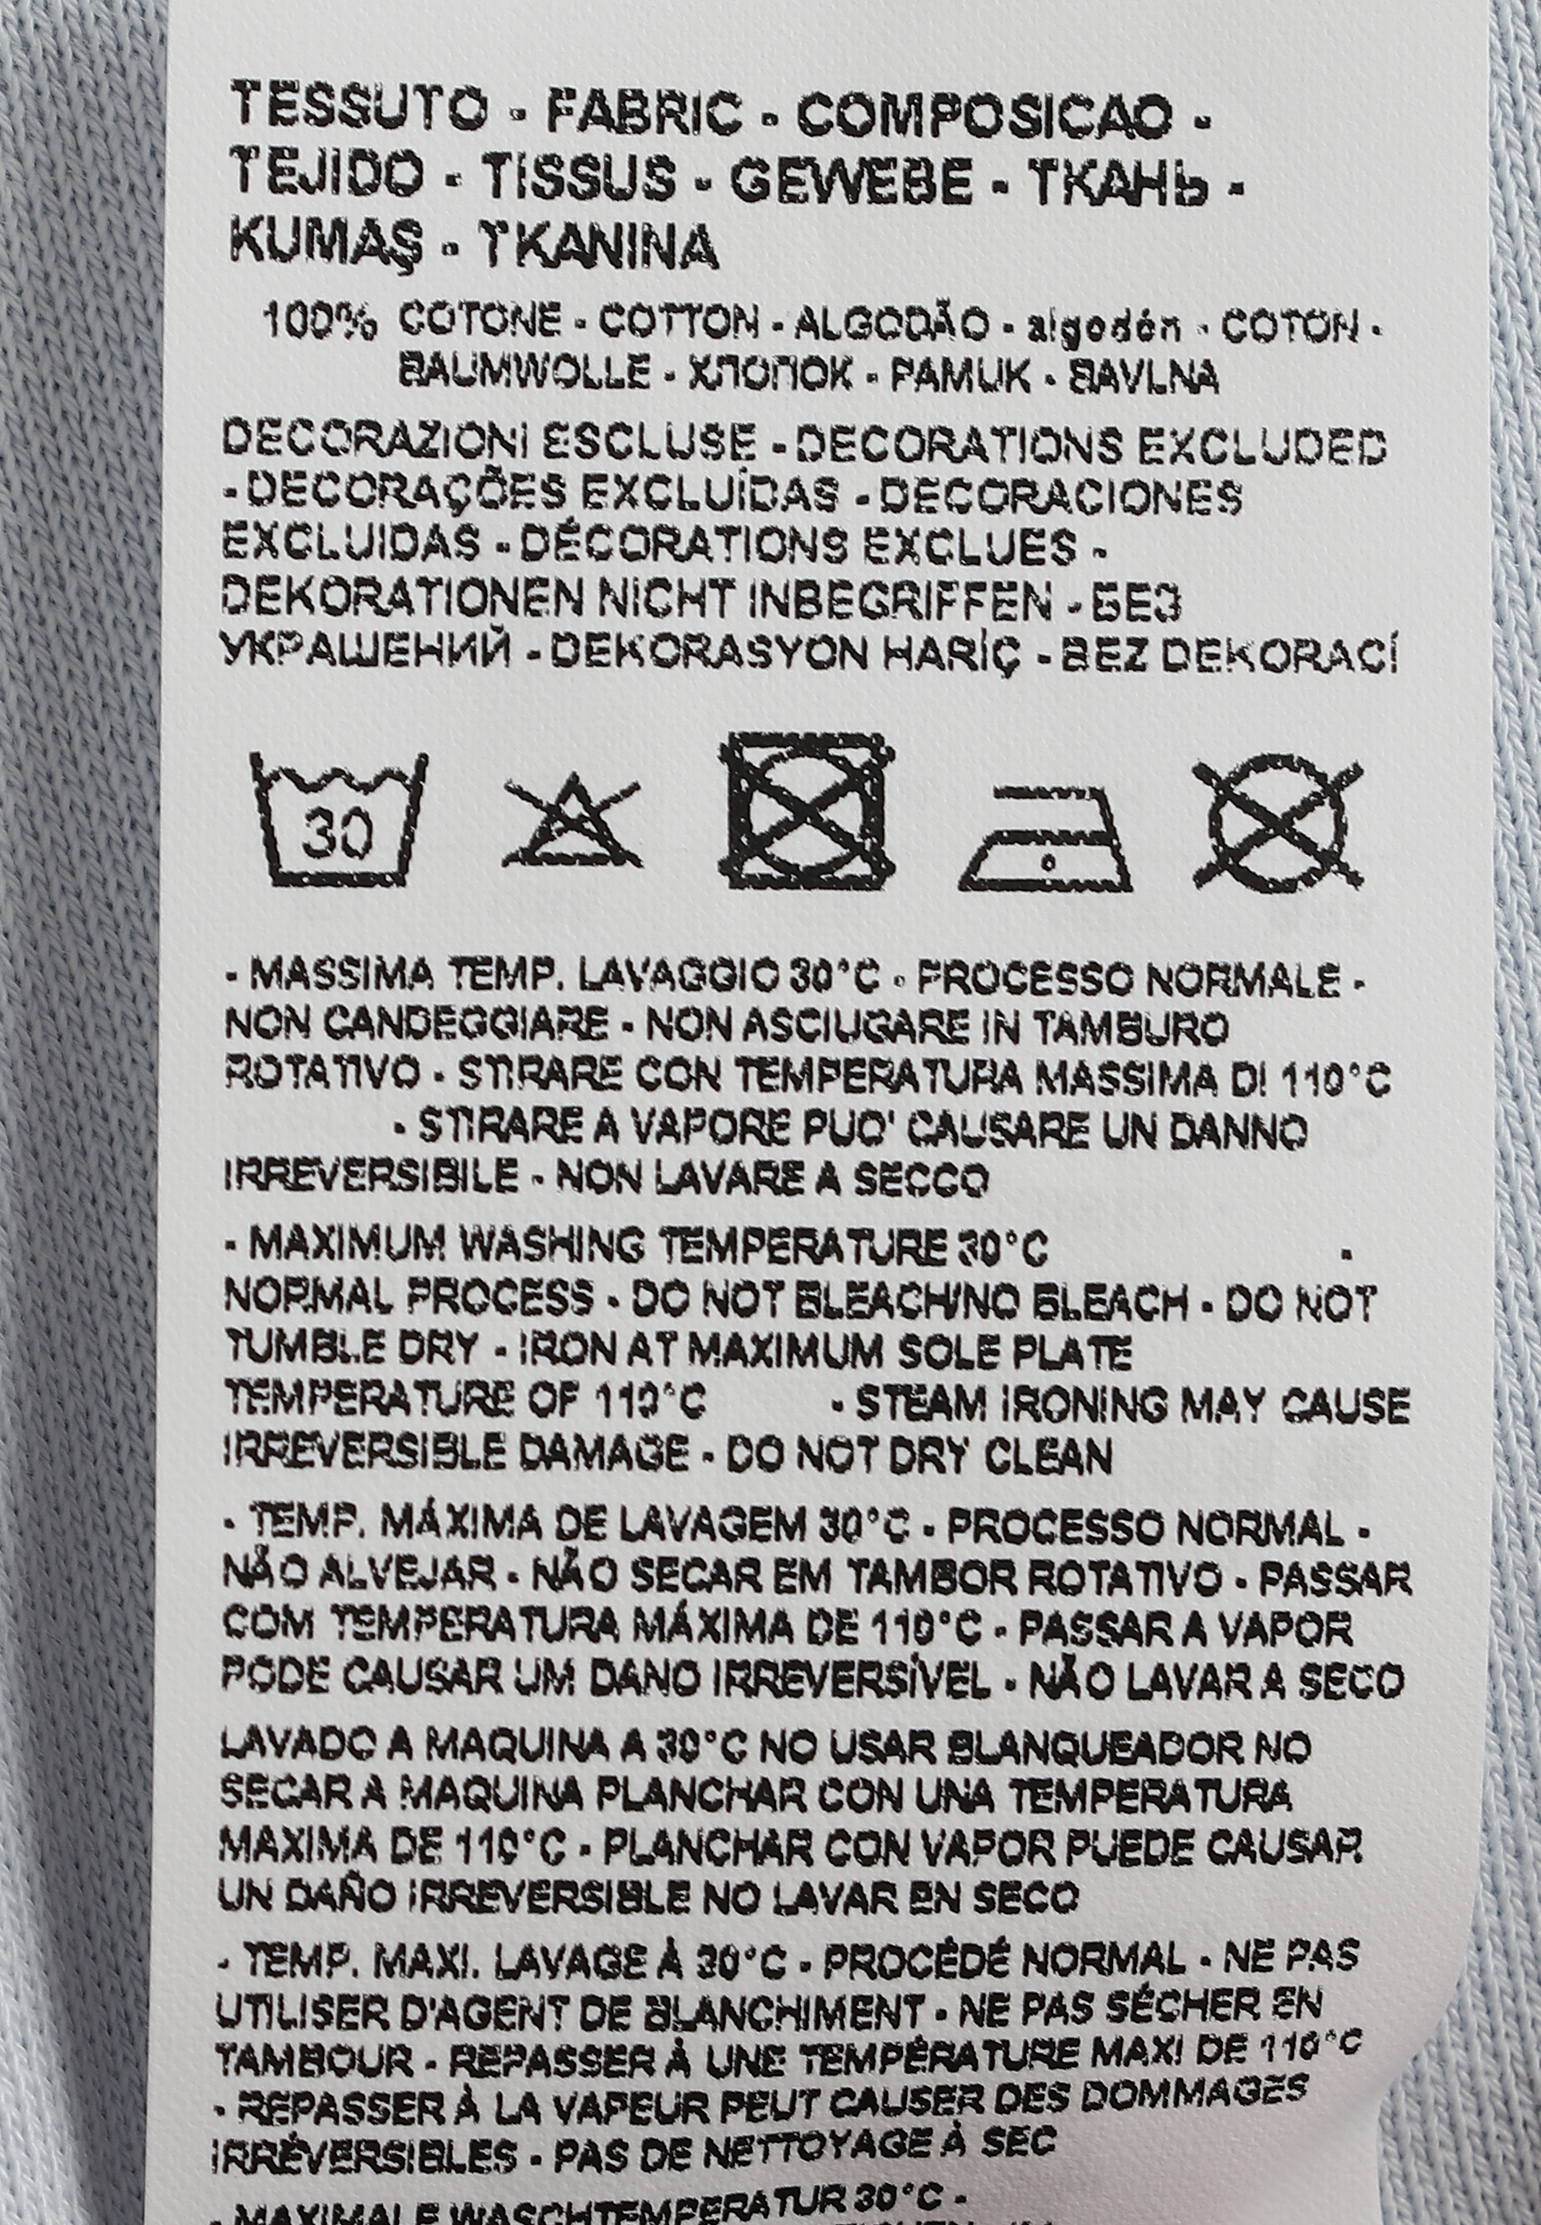 TESSUTO - FABRIC - COMPOSICAO -
TEJIDO - TISSUS - GEWEBE - ТКАНЬ -
KUMAŞ - TKANINA
100% COTONE - COTTON - ALGODÃO - algodón - COTON -
BAUMWOLLE - ХЛОПОК - PAMUK - BAVLNA
DECORAZIONI ESCLUSE - DECORATIONS EXCLUDED
- DECORAÇÕES EXCLUÍDAS - DECORACIONES
EXCLUIDAS - DÉCORATIONS EXCLUES -
DEKORATIONEN NICHT INBEGRIFFEN - БЕЗ
УКРАШЕНИЙ - DEKORASYON HARİÇ - BEZ DEKORACÍ
30
- MASSIMA TEMP. LAVAGGIO 30°C - PROCESSO NORMALE -
NON CANDEGGIARE - NON ASCIUGARE IN TAMBURO
ROTATIVO - STIRARE CON TEMPERATURA MASSIMA DI 110°C
- STIRARE A VAPORE PUO' CAUSARE UN DANNO
IRREVERSIBILE - NON LAVARE A SECCO
- MAXIMUM WASHING TEMPERATURE 30°C -
NORMAL PROCESS - DO NOT BLEACH/NO BLEACH - DO NOT
TUMBLE DRY - IRON AT MAXIMUM SOLE PLATE
TEMPERATURE OF 110°C - STEAM IRONING MAY CAUSE
IRREVERSIBLE DAMAGE - DO NOT DRY CLEAN
- TEMP. MÁXIMA DE LAVAGEM 30°C - PROCESSO NORMAL -
NÃO ALVEJAR - NÃO SECAR EM TAMBOR ROTATIVO - PASSAR
COM TEMPERATURA MÁXIMA DE 110°C - PASSAR A VAPOR
PODE CAUSAR UM DANO IRREVERSÍVEL - NÃO LAVAR A SECO
LAVADO A MAQUINA A 30°C NO USAR BLANQUEADOR NO
SECAR A MAQUINA PLANCHAR CON UNA TEMPERATURA
MAXIMA DE 110°C - PLANCHAR CON VAPOR PUEDE CAUSAR
UN DAÑO IRREVERSIBLE NO LAVAR EN SECO
- TEMP. MAXI. LAVAGE À 30°C - PROCÉDÉ NORMAL - NE PAS
UTILISER D'AGENT DE BLANCHIMENT - NE PAS SÉCHER EN
TAMBOUR - REPASSER À UNE TEMPÉRATURE MAXI DE 110°C
- REPASSER À LA VAPEUR PEUT CAUSER DES DOMMAGES
IRRÉVERSIBLES - PAS DE NETTOYAGE À SEC
- MAXIMALE WASCHTEMPERATUR 30°C -